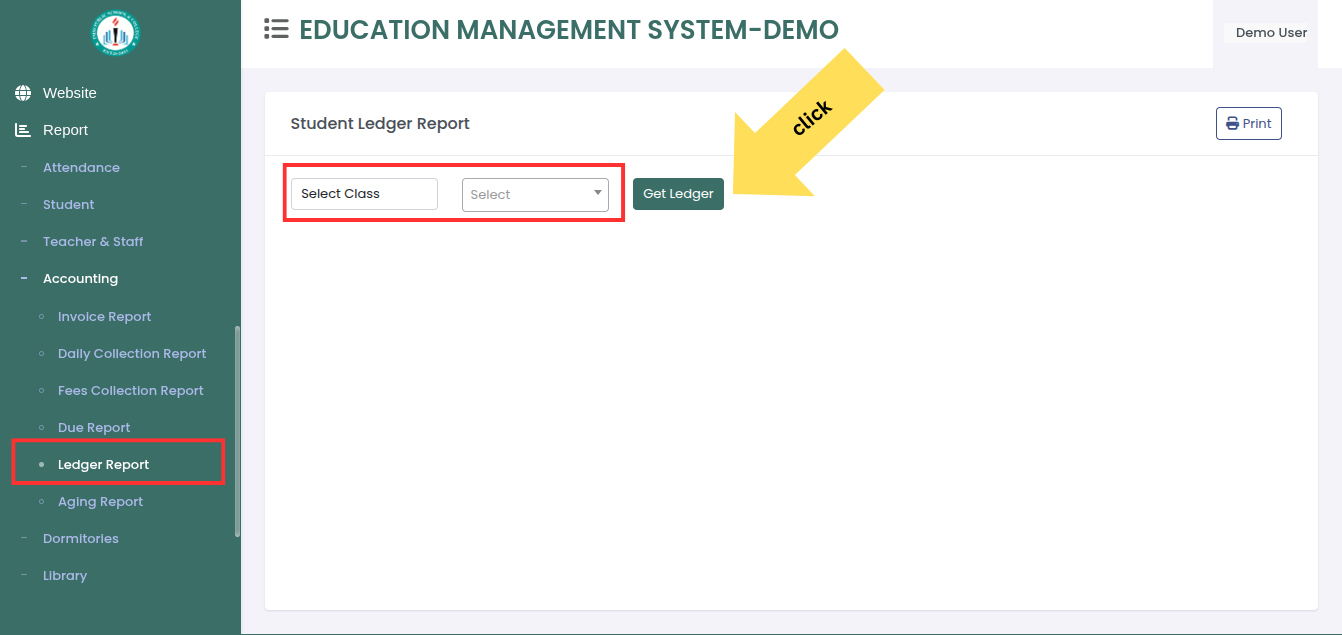 EDUCATION MANAGEMENT SYSTEM-DEMO
Demo User
Website
Report
Attendance
Student
Teacher & Staff
Accounting
Invoice Report
Daily Collection Report
Fees Collection Report
Due Report
Ledger Report
Aging Report
Dormitories
Library
Student Ledger Report
Print
click
Select Class
Select
Get Ledger